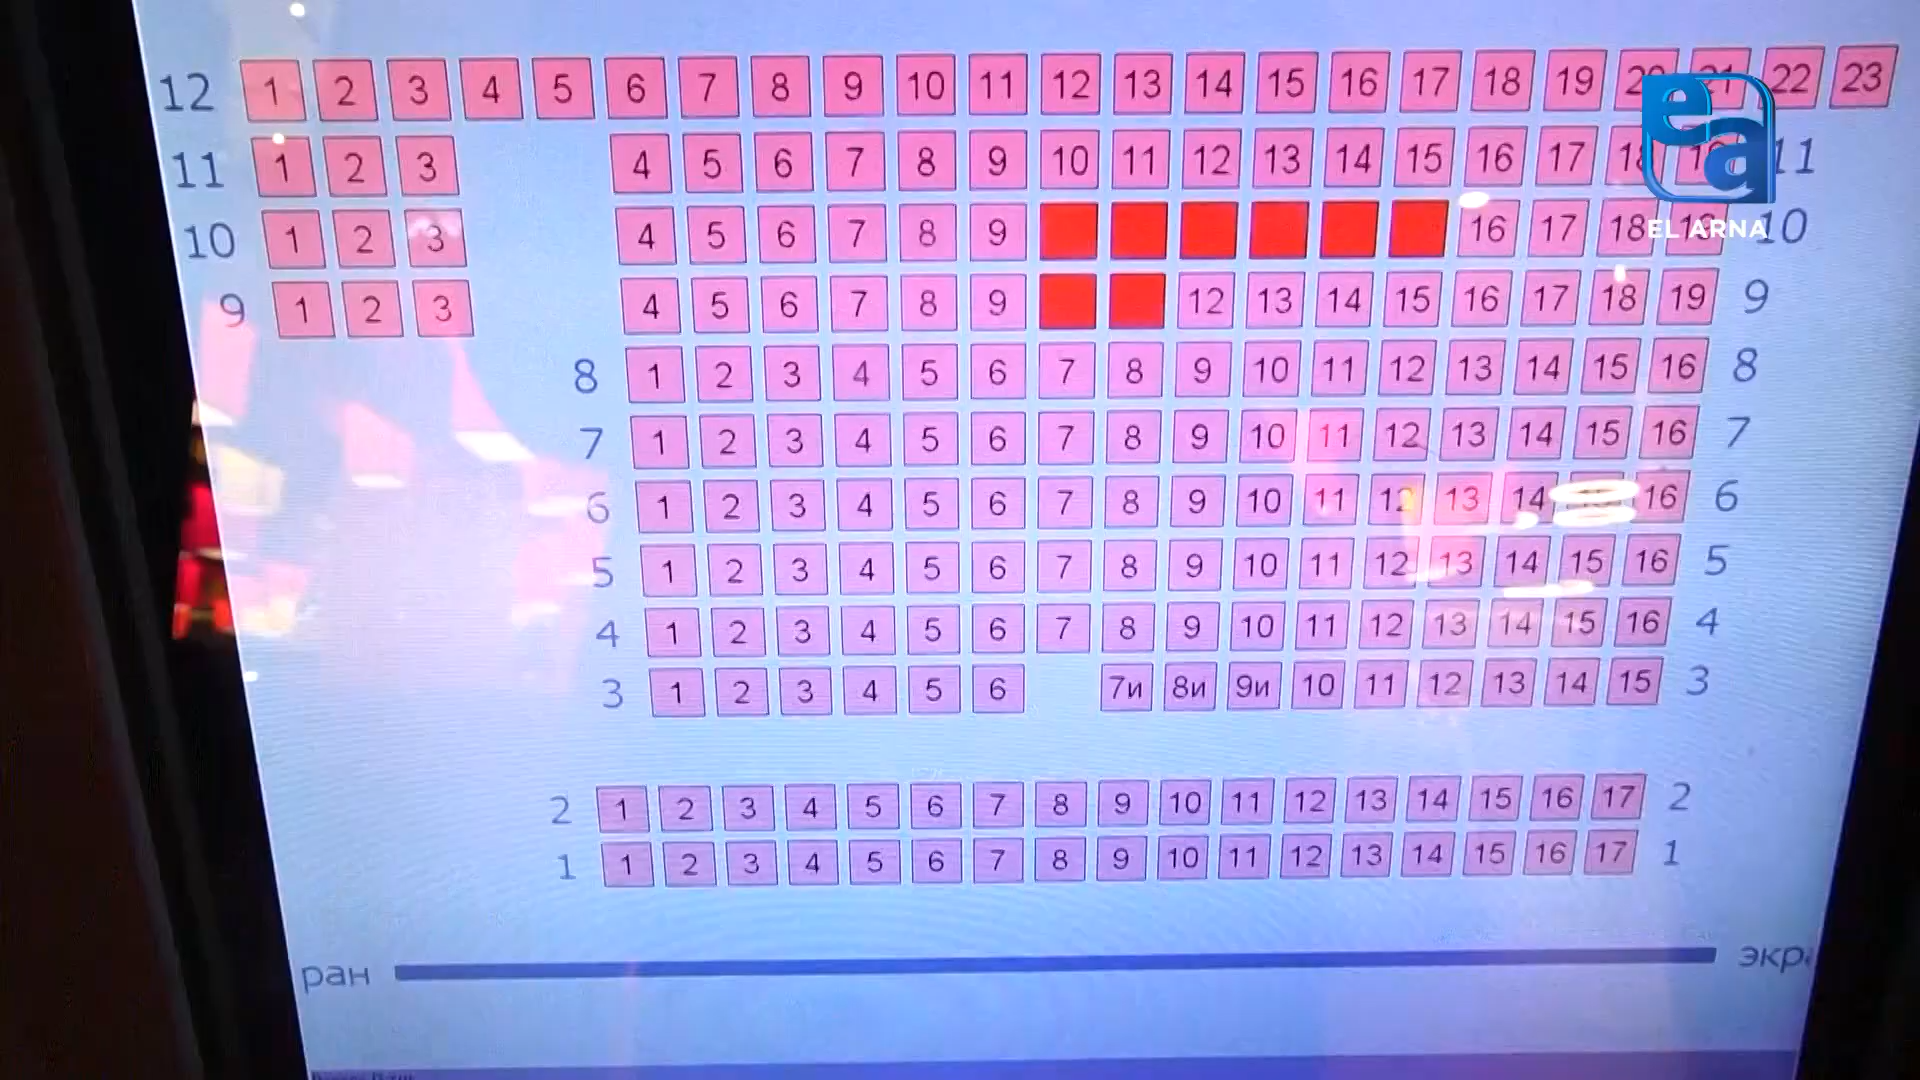 12 1 2 3 4 5 6 7 8 9 10 11 12 13 14 15 16 17 18 19 20 21 22 23
11 1 2 3 4 5 6 7 8 9 10 11 12 13 14 15 16 17 18 19 11
10 1 2 3 4 5 6 7 8 9 16 17 18 19 10
9 1 2 3 4 5 6 7 8 9 12 13 14 15 16 17 18 19 9
8 1 2 3 4 5 6 7 8 9 10 11 12 13 14 15 16 8
7 1 2 3 4 5 6 7 8 9 10 11 12 13 14 15 16 7
6 1 2 3 4 5 6 7 8 9 10 11 12 13 14 16 6
5 1 2 3 4 5 6 7 8 9 10 11 12 13 14 15 16 5
4 1 2 3 4 5 6 7 8 9 10 11 12 13 14 15 16 4
3 1 2 3 4 5 6 7и 8и 9и 10 11 12 13 14 15 3
2 1 2 3 4 5 6 7 8 9 10 11 12 13 14 15 16 17 2
1 1 2 3 4 5 6 7 8 9 10 11 12 13 14 15 16 17 1
ран экра
ea
EL ARNA